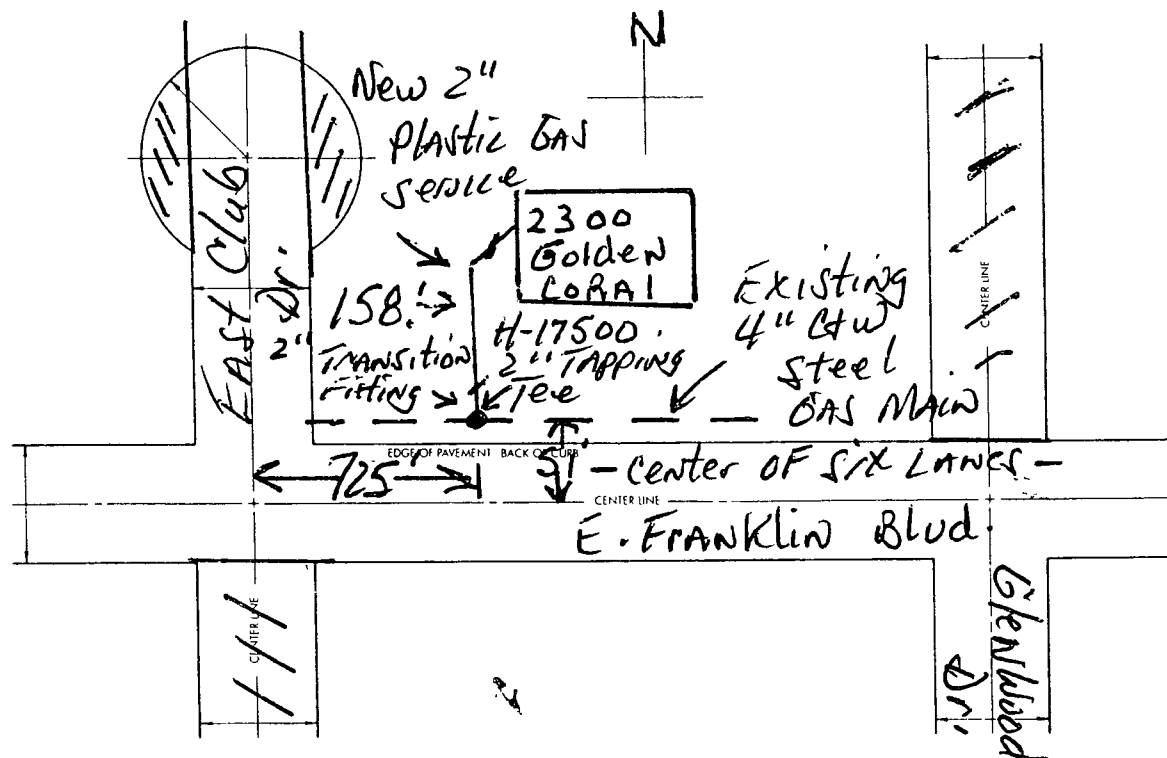 N
New 2"
Plastic GAS
service
East Club
Dr.
2300
Golden
CORAl
158'
2"
TRANSITION
Fitting
H-17500
2" TAPPING
Tee
Existing
4" C+W
Steel
GAS MAIN
CENTER LINE
EDGE OF PAVEMENT BACK OF CURB
725'
51'
- center OF Six LANES -
CENTER LINE
E. FRANKlin Blvd.
CENTER LINE
Glenwood
Dr.